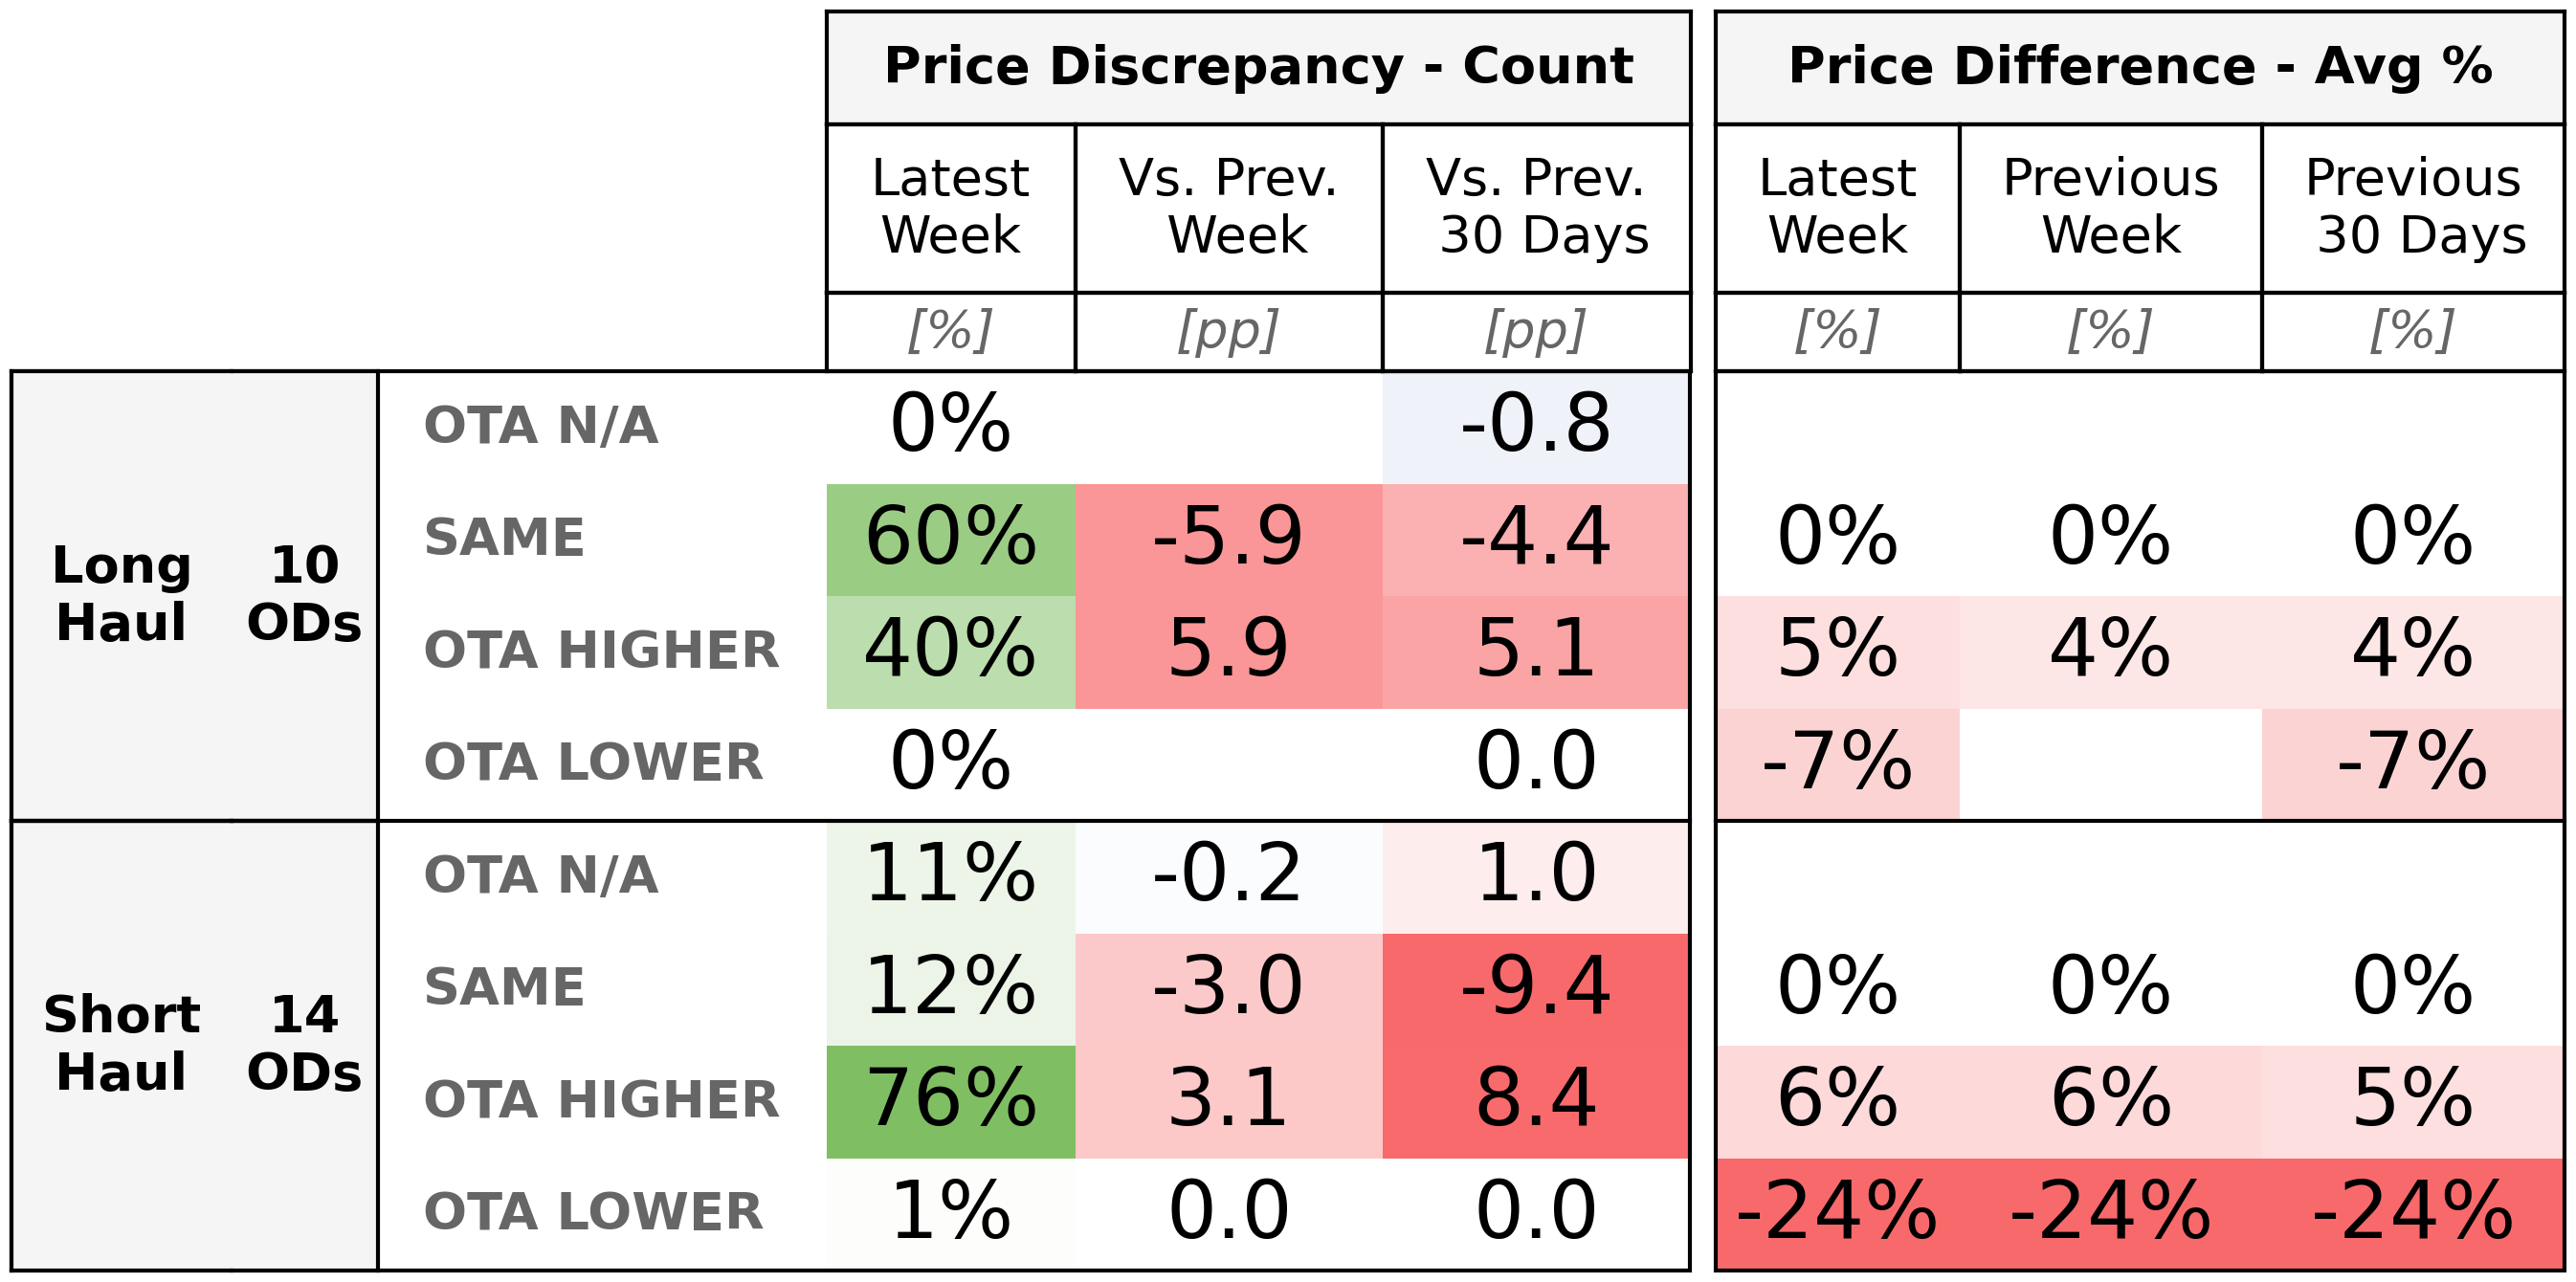 Price Discrepancy - Count Price Difference - Avg %
Latest Week Vs. Prev. Week Vs. Prev. 30 Days Latest Week Previous Week Previous 30 Days
[%] [pp] [pp] [%] [%] [%]
Long Haul 10 ODs
OTA N/A 0% -0.8
SAME 60% -5.9 -4.4 0% 0% 0%
OTA HIGHER 40% 5.9 5.1 5% 4% 4%
OTA LOWER 0% 0.0 -7% -7%
Short Haul 14 ODs
OTA N/A 11% -0.2 1.0
SAME 12% -3.0 -9.4 0% 0% 0%
OTA HIGHER 76% 3.1 8.4 6% 6% 5%
OTA LOWER 1% 0.0 0.0 -24% -24% -24%